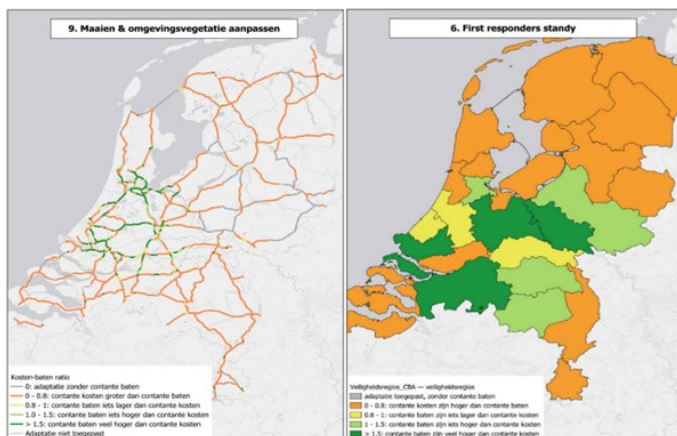 9. Maaien & omgevingsvegetatie aanpassen
Kosten-baten ratio
0: adaptatie zonder contante baten
0 - 0.8: contante kosten groter dan contante baten
0.8 - 1: contante baten iets lager dan contante kosten
1.0 - 1.5: contante baten iets hoger dan contante kosten
> 1.5: contante baten veel hoger dan contante kosten
Adaptatie niet toegepast
6. First responders standy
Veiligheidsregios_CBA — veiligheidsregios
adaptatie toegepast, zonder contante baten
0 - 0.8: contante kosten zijn hoger dan contante baten
0.8 - 1: contante baten zijn iets lager dan contante kosten
1 - 1.5: contante baten zijn iets hoger dan contante kosten
> 1.5: contante baten zijn veel hoger dan contante kosten